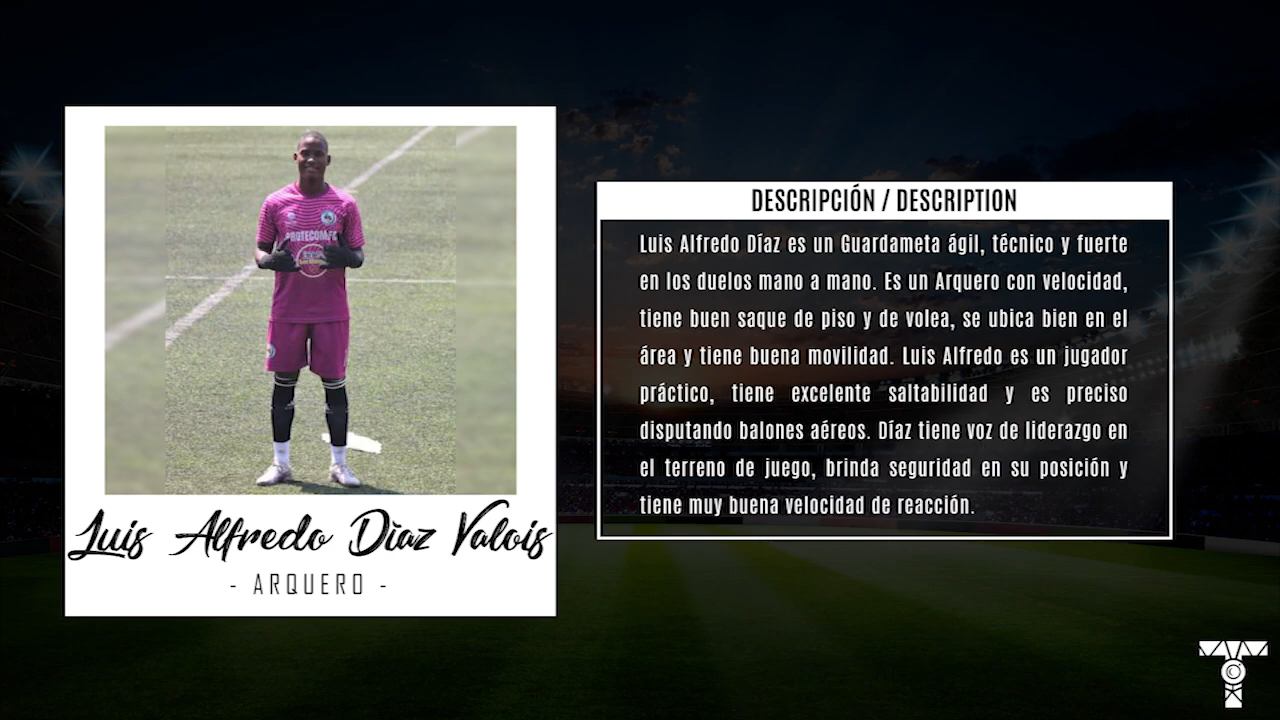 PROTECOM.FC
Luis Alfredo Dìaz Valois
- ARQUERO -
DESCRIPCIÓN / DESCRIPTION
Luis Alfredo Díaz es un Guardameta ágil, técnico y fuerte
en los duelos mano a mano. Es un Arquero con velocidad,
tiene buen saque de piso y de volea, se ubica bien en el
área y tiene buena movilidad. Luis Alfredo es un jugador
práctico, tiene excelente saltabilidad y es preciso
disputando balones aéreos. Díaz tiene voz de liderazgo en
el terreno de juego, brinda seguridad en su posición y
tiene muy buena velocidad de reacción.